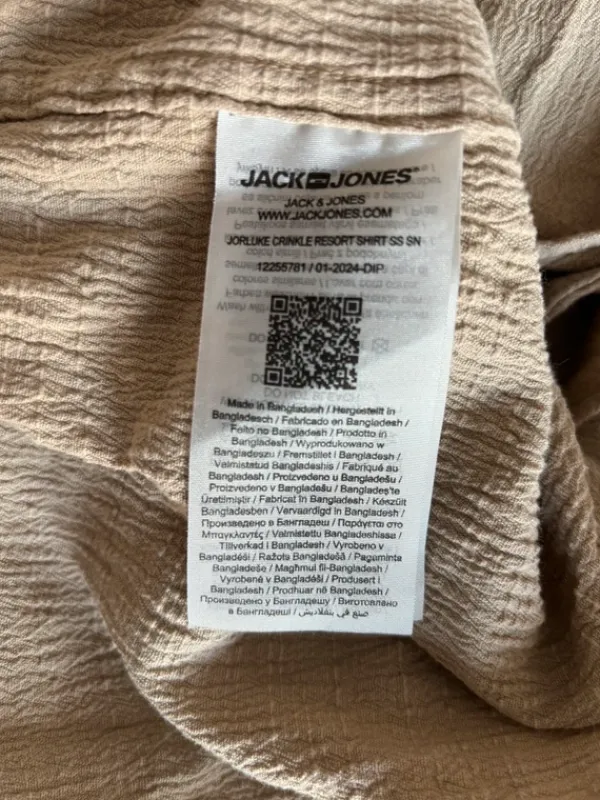 JACK JONES®
JACK & JONES
WWW.JACKJONES.COM
JORLUKE CRINKLE RESORT SHIRT SS SN
12255781 / 01-2024-DIP
Made in Bangladesh / Hergestellt in
Bangladesch / Fabricado en Bangladesh /
Feito no Bangladesh / Prodotto in
Bangladesh / Wyprodukowano w
Bangladeszu / Fremstillet i Bangladesh /
Valmistatud Bangladeshis / Fabriqué au
Bangladesh / Proizvedeno u Bangladešu /
Proizvedeno v Bangladešu / Bangladeş'te
Üretimiştir / Fabricat în Bangladesh / Készült
Bangladesben / Vervaardigd in Bangladesh /
Произведено в Бангладеш / Παράγεται στο
Μπαγκλαντές / Valmistettu Bangladeshissa /
Tillverkad i Bangladesh / Vyrobeno v
Bangladéši / Ražots Bangladešā / Pagaminta
Bangladeše / Magħmul fil-Bangladesh /
Vyrobené v Bangladéši / Produsert i
Bangladesh / Prodhuar në Bangladesh /
Произведено у Бангладешу / Виготовлено
в Бангладеш / صنع في بنغلاديش